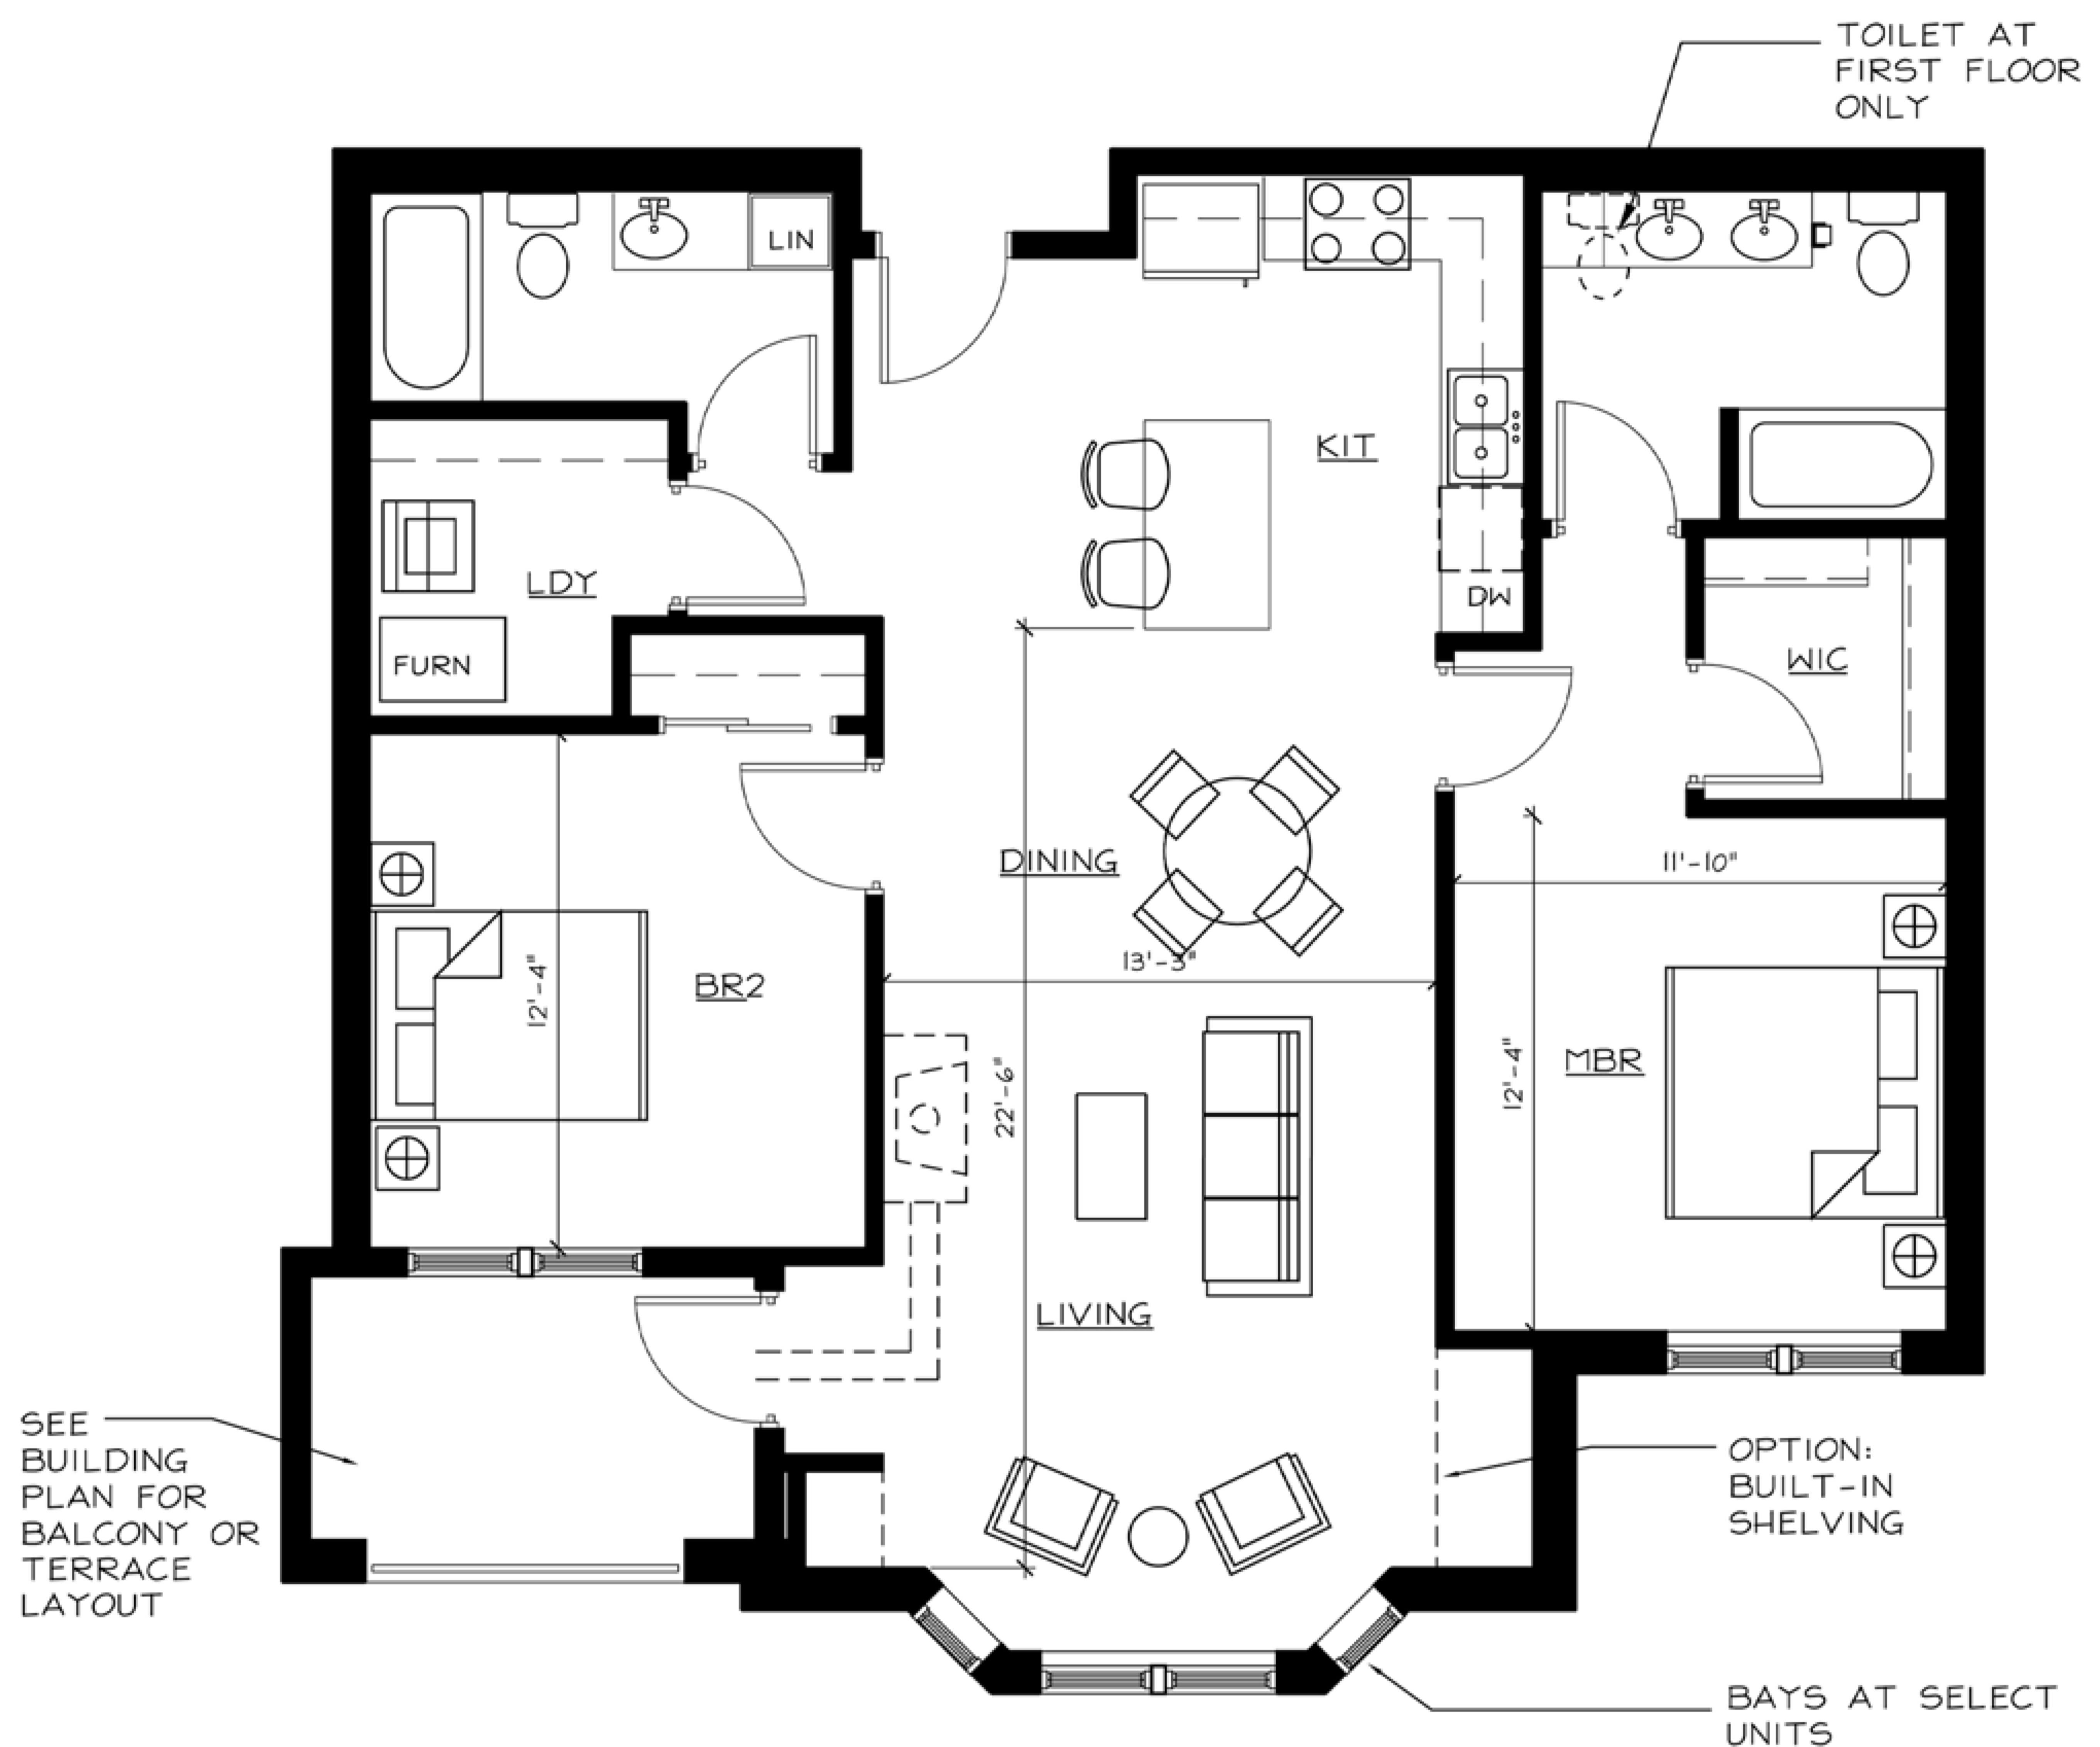 TOILET AT
FIRST FLOOR
ONLY
LIN
KIT
LDY
DW
FURN
WIC
DINING
11'-10"
13'-3"
12'-4"
BR2
22'-6"
12'-4"
MBR
LIVING
SEE
BUILDING
PLAN FOR
BALCONY OR
TERRACE
LAYOUT
OPTION:
BUILT-IN
SHELVING
BAYS AT SELECT
UNITS